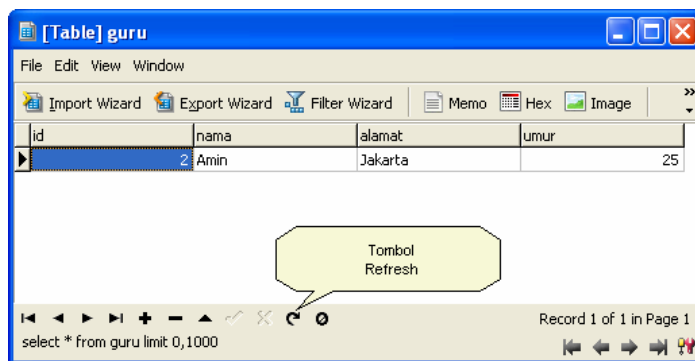 [Table] guru
File Edit View Window
Import Wizard Export Wizard Filter Wizard Memo Hex Image
id nama alamat umur
2 Amin Jakarta 25
Tombol
Refresh
Record 1 of 1 in Page 1
select * from guru limit 0,1000